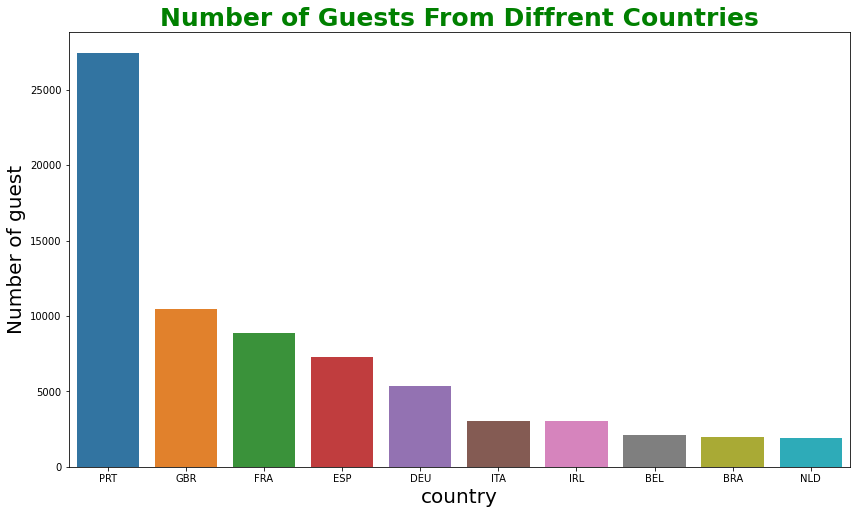 Number of Guests From Diffrent Countries
Number of guest
25000
20000
15000
10000
5000
0
PRT GBR FRA ESP DEU ITA IRL BEL BRA NLD
country